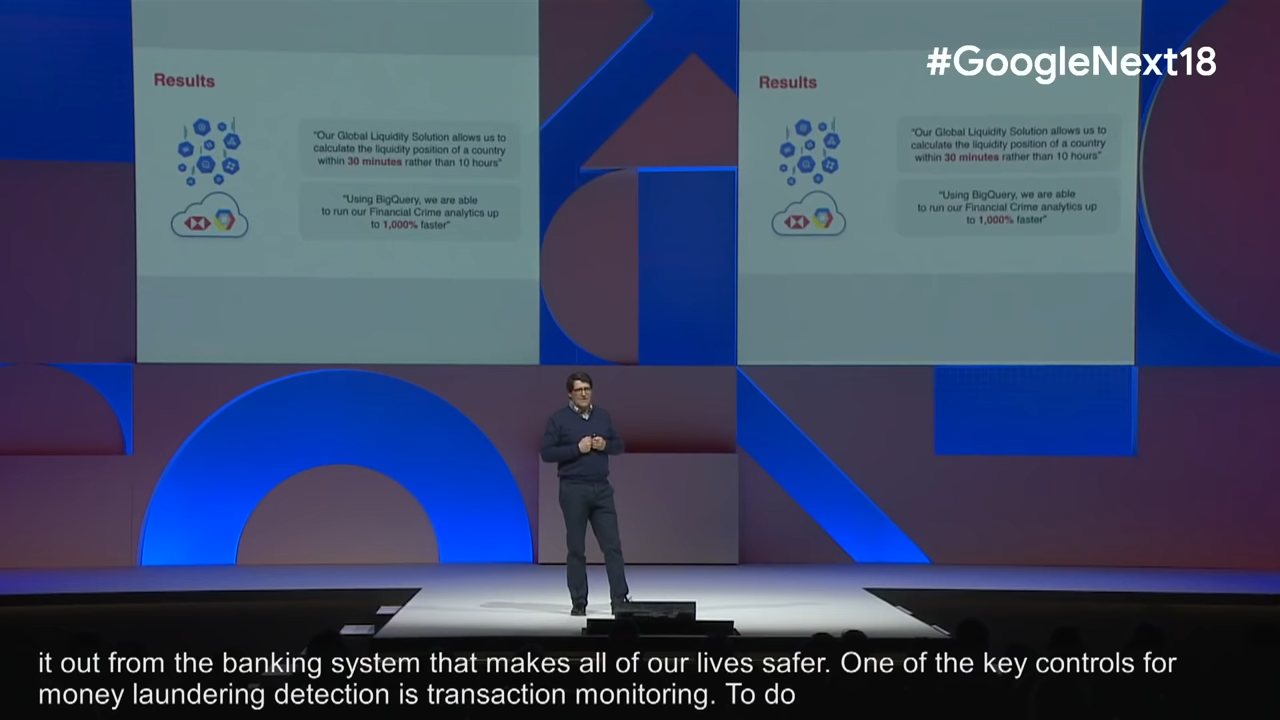 #GoogleNext18
Results
"Our Global Liquidity Solution allows us to
calculate the liquidity position of a country
within 30 minutes rather than 10 hours"
"Using BigQuery, we are able
to run our Financial Crime analytics up
to 1,000% faster"
Results
"Our Global Liquidity Solution allows us to
calculate the liquidity position of a country
within 30 minutes rather than 10 hours"
"Using BigQuery, we are able
to run our Financial Crime analytics up
to 1,000% faster"
it out from the banking system that makes all of our lives safer. One of the key controls for
money laundering detection is transaction monitoring. To do